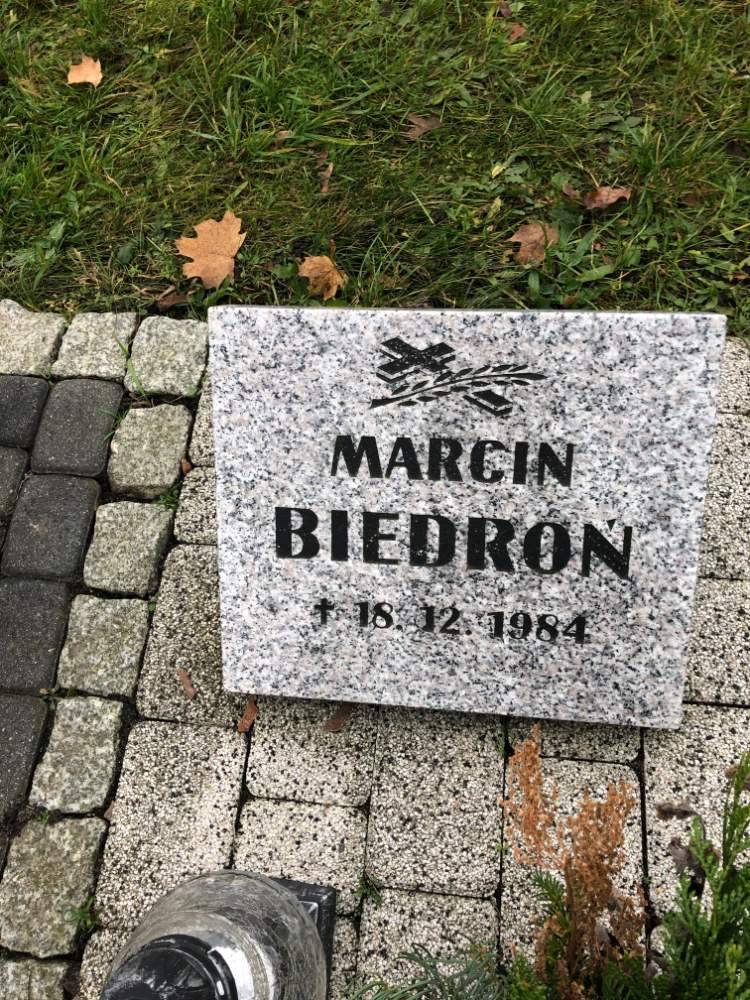 MARCIN
BIEDROŃ
† 18. 12. 1984